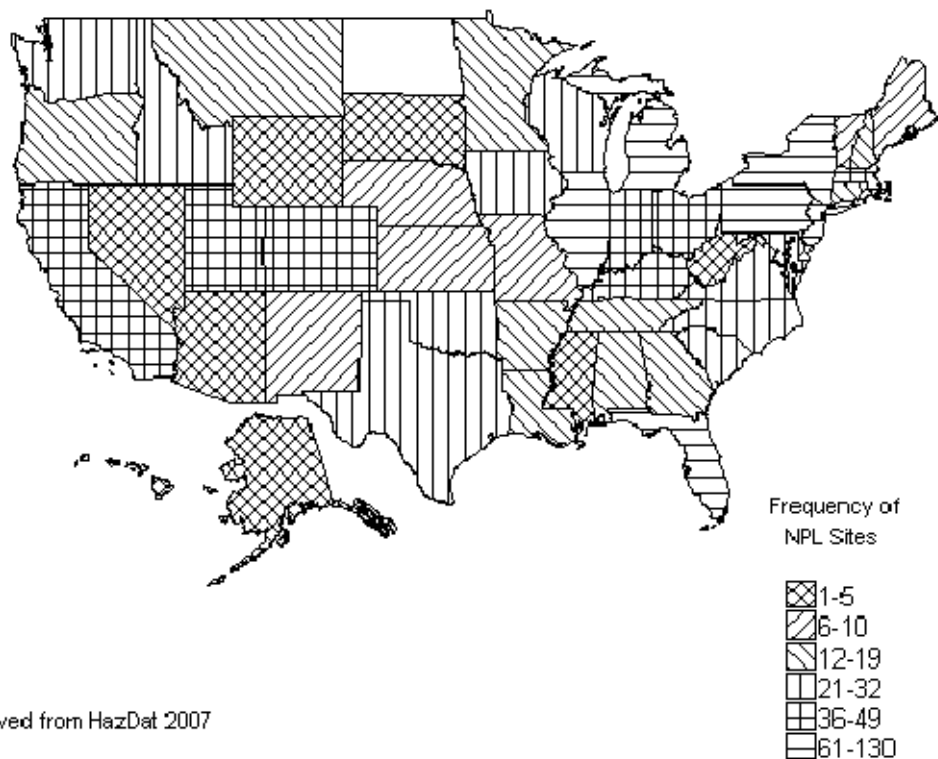 Frequency of
NPL Sites
1-5
6-10
12-19
21-32
36-49
61-130
ved from HazDat 2007